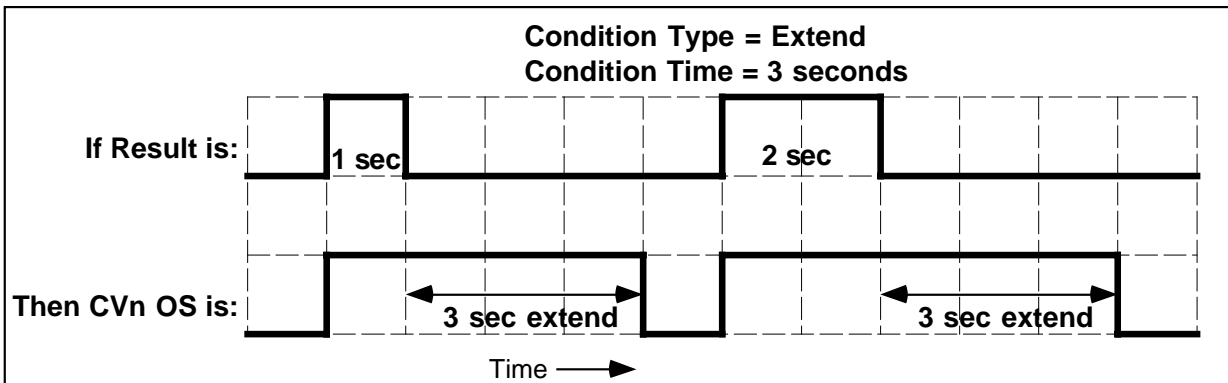 Condition Type = Extend
Condition Time = 3 seconds
If Result is:
1 sec
2 sec
Then CVn OS is:
3 sec extend
3 sec extend
Time